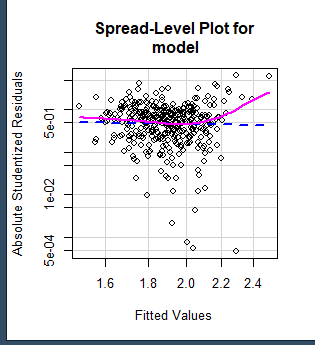 Spread-Level Plot for
model
Absolute Studentized Residuals
5e-01
1e-02
5e-04
1.6 1.8 2.0 2.2 2.4
Fitted Values